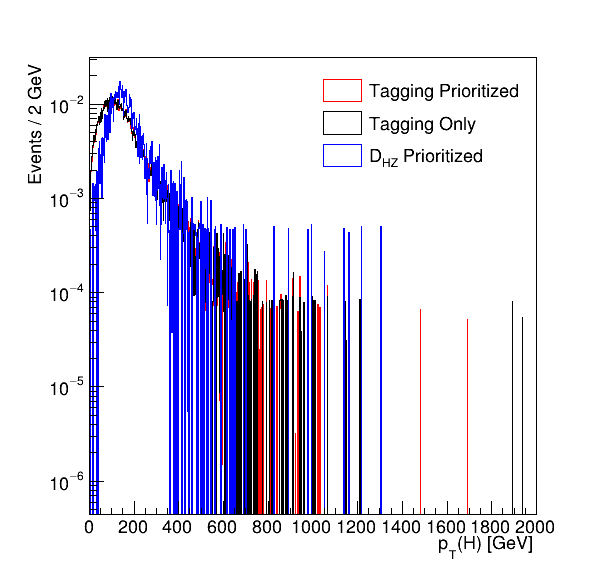 Events / 2 GeV
Tagging Prioritized
Tagging Only
D_HZ Prioritized
10⁻²
10⁻³
10⁻⁴
10⁻⁵
10⁻⁶
0 200 400 600 800 1000 1200 1400 1600 1800 2000
p_T(H) [GeV]